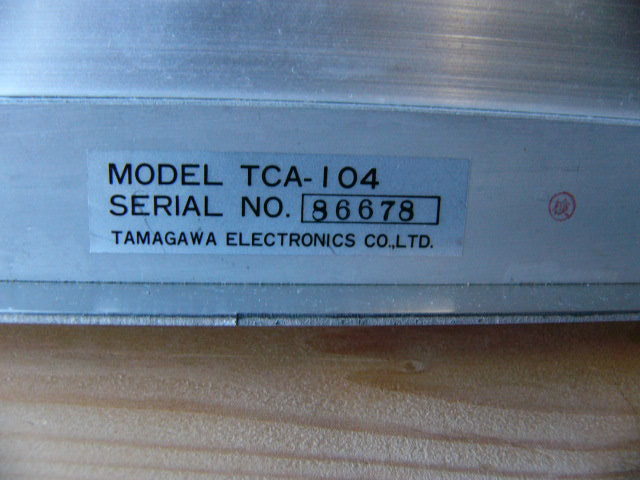 MODEL TCA-104
SERIAL NO. 86678
TAMAGAWA ELECTRONICS CO.,LTD.